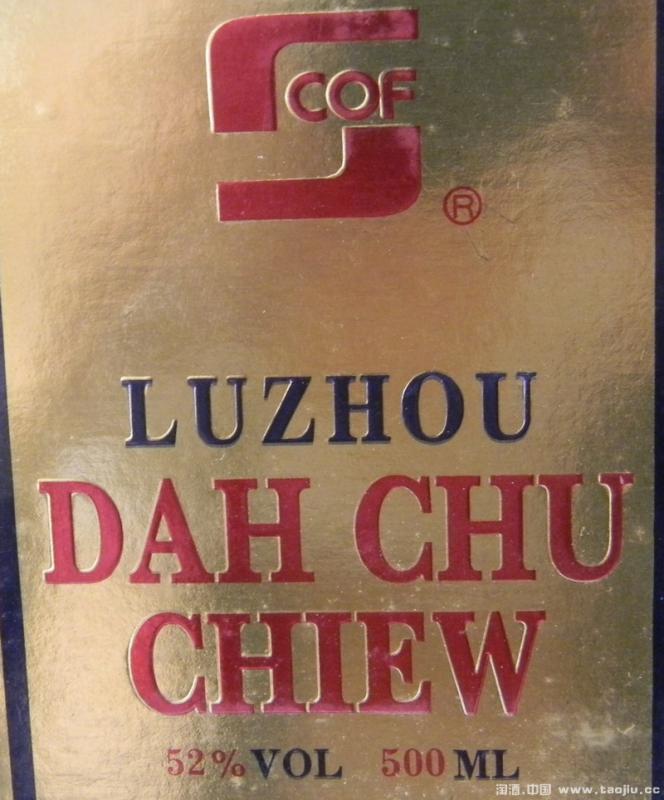 COF
®
LUZHOU
DAH CHU
CHIEW
52% VOL 500 ML
淘酒.中国 www.taojiu.cc